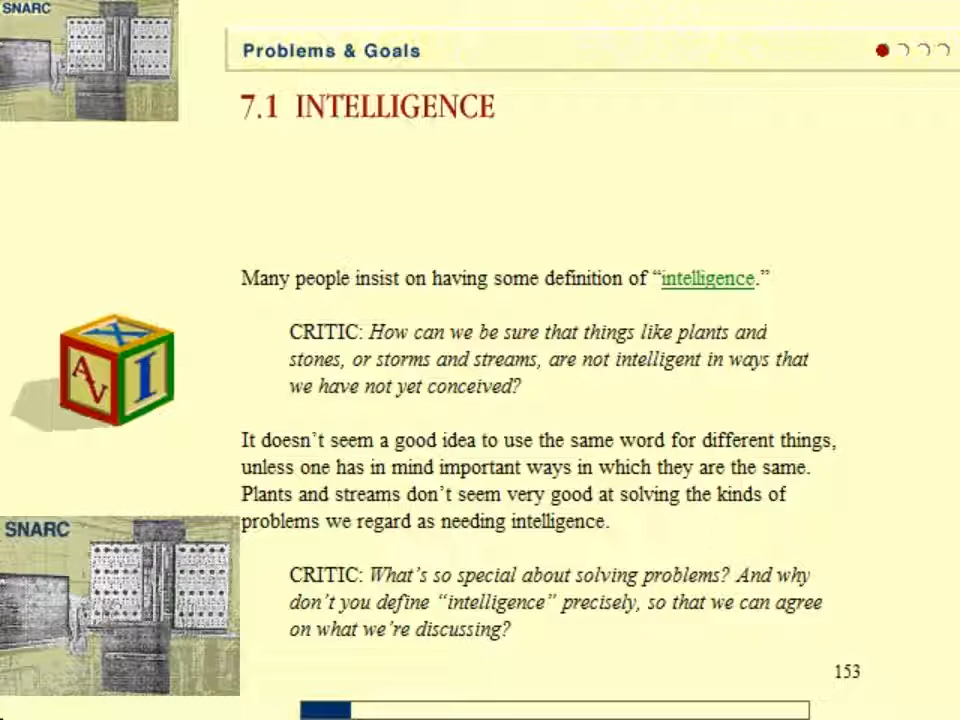 SNARC
Problems & Goals
7.1 INTELLIGENCE
Many people insist on having some definition of “intelligence.”
CRITIC: How can we be sure that things like plants and
stones, or storms and streams, are not intelligent in ways that
we have not yet conceived?
X
A
V
I
It doesn’t seem a good idea to use the same word for different things,
unless one has in mind important ways in which they are the same.
Plants and streams don’t seem very good at solving the kinds of
problems we regard as needing intelligence.
SNARC
CRITIC: What’s so special about solving problems? And why
don’t you define “intelligence” precisely, so that we can agree
on what we’re discussing?
153